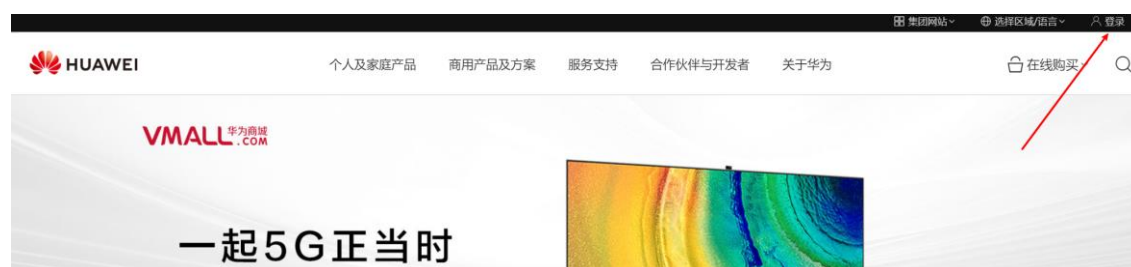 集团网站 选择区域/语言 登录
HUAWEI 个人及家庭产品 商用产品及方案 服务支持 合作伙伴与开发者 关于华为 在线购买
VMALL 华为商城
.COM
一起5G正当时